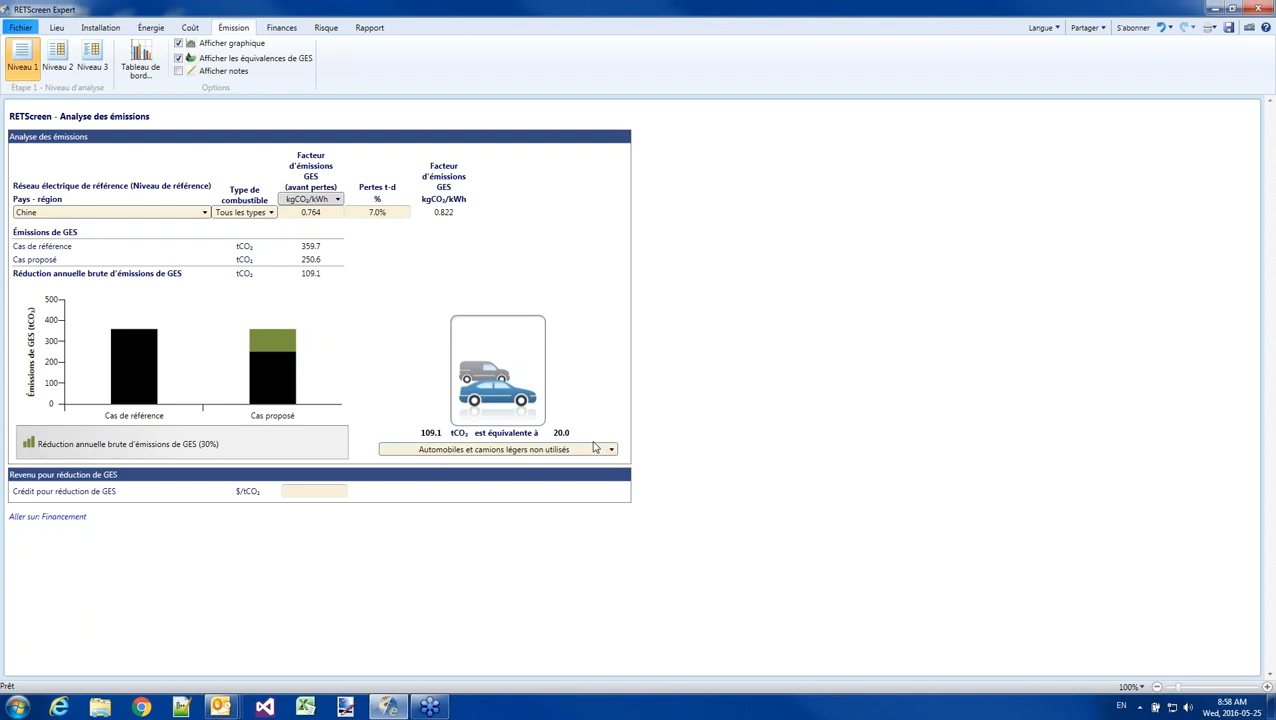 RETScreen Expert
Fichier Lieu Installation Énergie Coût Émission Finances Risque Rapport Langue Partager S'abonner
Afficher graphique
Afficher les équivalences de GES
Afficher notes
Niveau 1 Niveau 2 Niveau 3 Tableau de bord...
Étape 1 - Niveau d'analyse Options
RETScreen - Analyse des émissions
Analyse des émissions
Facteur
d'émissions
GES
(avant pertes)
Facteur
d'émissions
GES
Réseau électrique de référence (Niveau de référence) Type de combustible Pertes t-d
Pays - région kgCO₂/kWh % kgCO₂/kWh
Chine Tous les types 0.764 7.0% 0.822
Émissions de GES
Cas de référence tCO₂ 359.7
Cas proposé tCO₂ 250.6
Réduction annuelle brute d'émissions de GES tCO₂ 109.1
Émissions de GES (tCO₂)
500
400
300
200
100
0
Cas de référence Cas proposé
109.1 tCO₂ est équivalente à 20.0
Réduction annuelle brute d'émissions de GES (30%)
Automobiles et camions légers non utilisés
Revenu pour réduction de GES
Crédit pour réduction de GES $/tCO₂
Aller sur: Financement
Prêt 100%
EN 8:58 AM
Wed, 2016-05-25